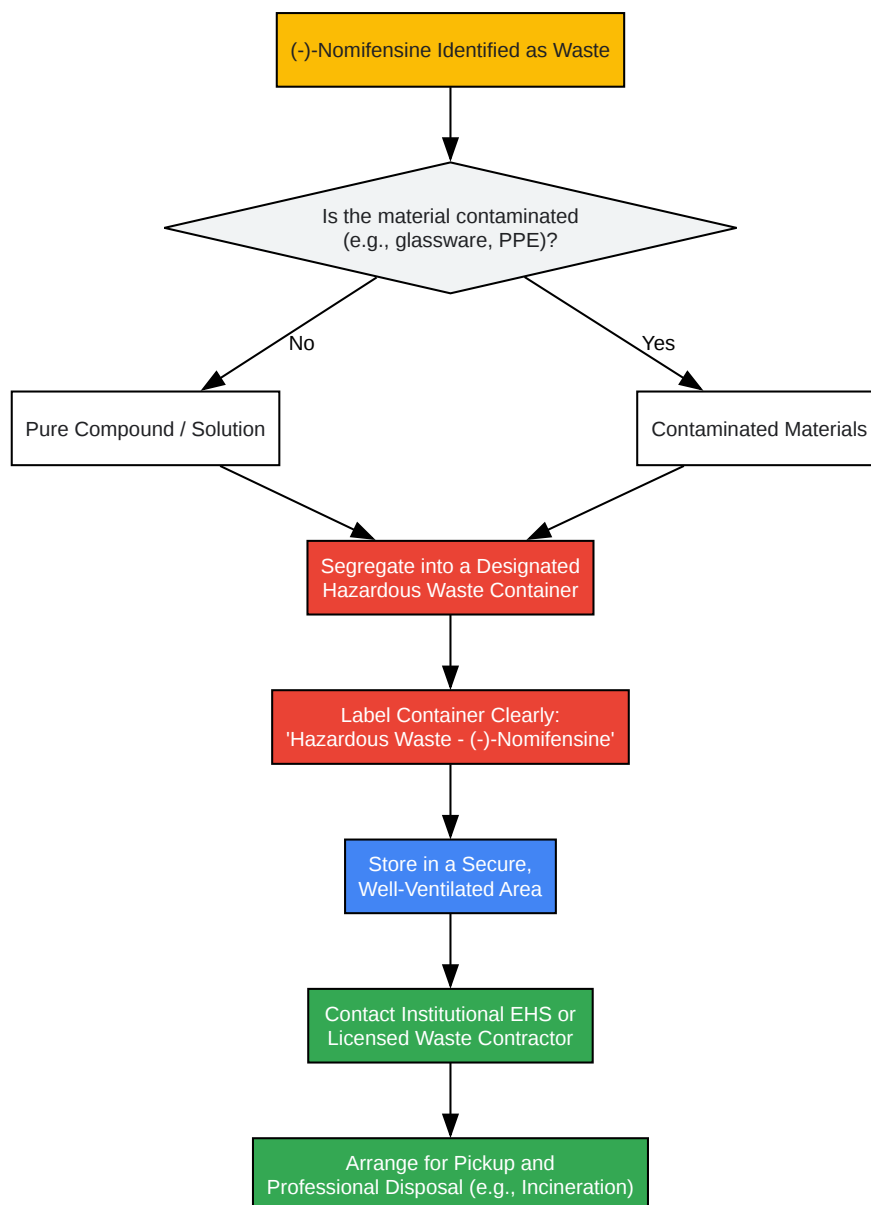 (-)-Nomifensine Identified as Waste
Is the material contaminated
(e.g., glassware, PPE)?
No
Yes
Pure Compound / Solution
Contaminated Materials
Segregate into a Designated
Hazardous Waste Container
Label Container Clearly:
'Hazardous Waste - (-)-Nomifensine'
Store in a Secure,
Well-Ventilated Area
Contact Institutional EHS or
Licensed Waste Contractor
Arrange for Pickup and
Professional Disposal (e.g., Incineration)